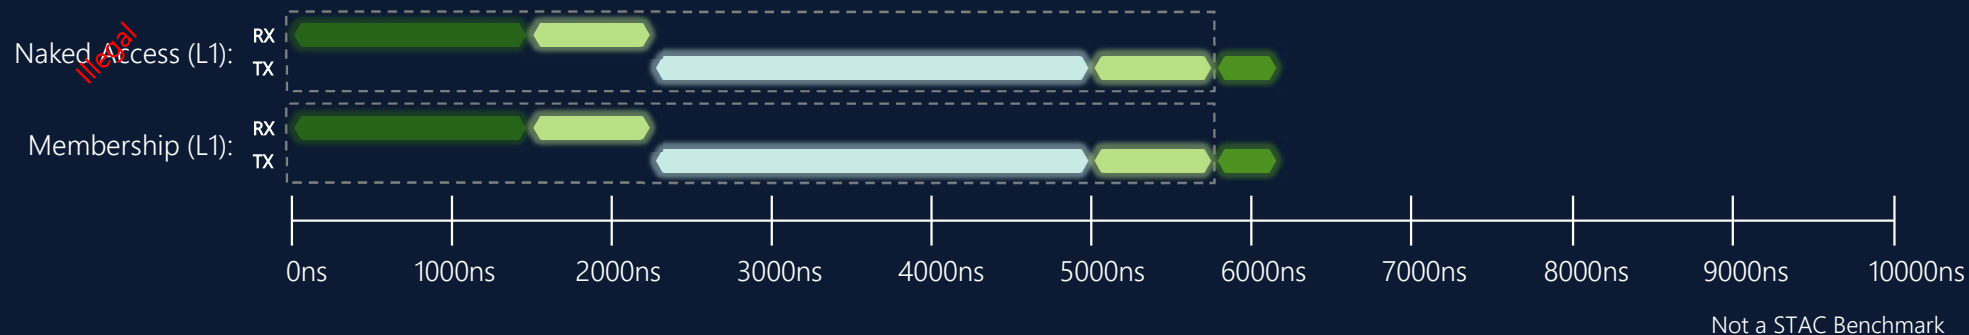 Naked Access (L1):
Illegal
RX
TX
Membership (L1):
RX
TX
0ns 1000ns 2000ns 3000ns 4000ns 5000ns 6000ns 7000ns 8000ns 9000ns 10000ns
Not a STAC Benchmark